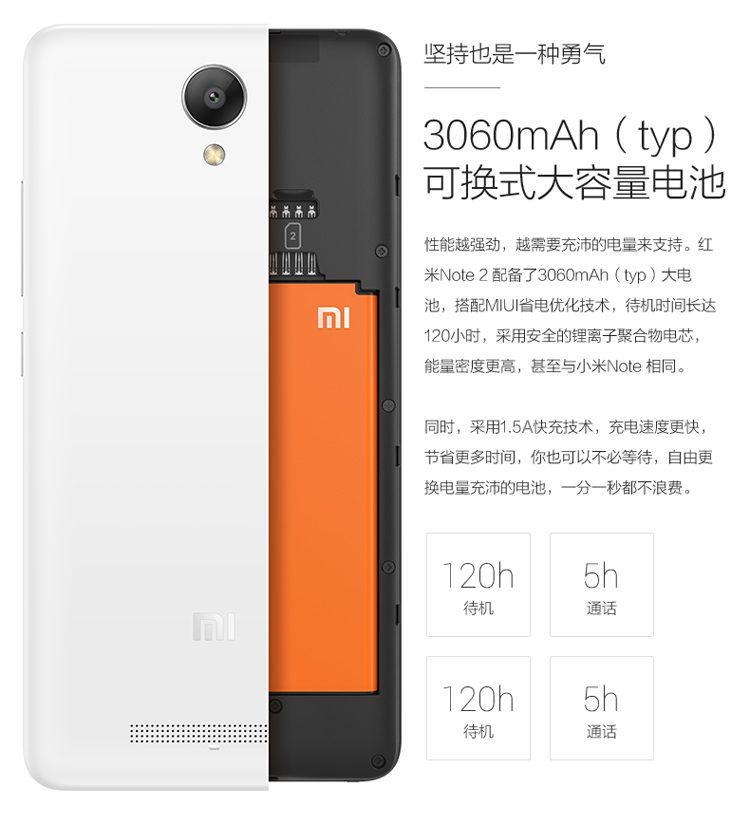 坚持也是一种勇气
3060mAh（typ）
可换式大容量电池
性能越强劲，越需要充沛的电量来支持。红
米Note 2 配备了3060mAh（typ）大电
池，搭配MIUI省电优化技术，待机时间长达
120小时，采用安全的锂离子聚合物电芯，
能量密度更高，甚至与小米Note 相同。
同时，采用1.5A快充技术，充电速度更快，
节省更多时间，你也可以不必等待，自由更
换电量充沛的电池，一分一秒都不浪费。
120h
待机
5h
通话
120h
待机
5h
通话
2
mi
mi